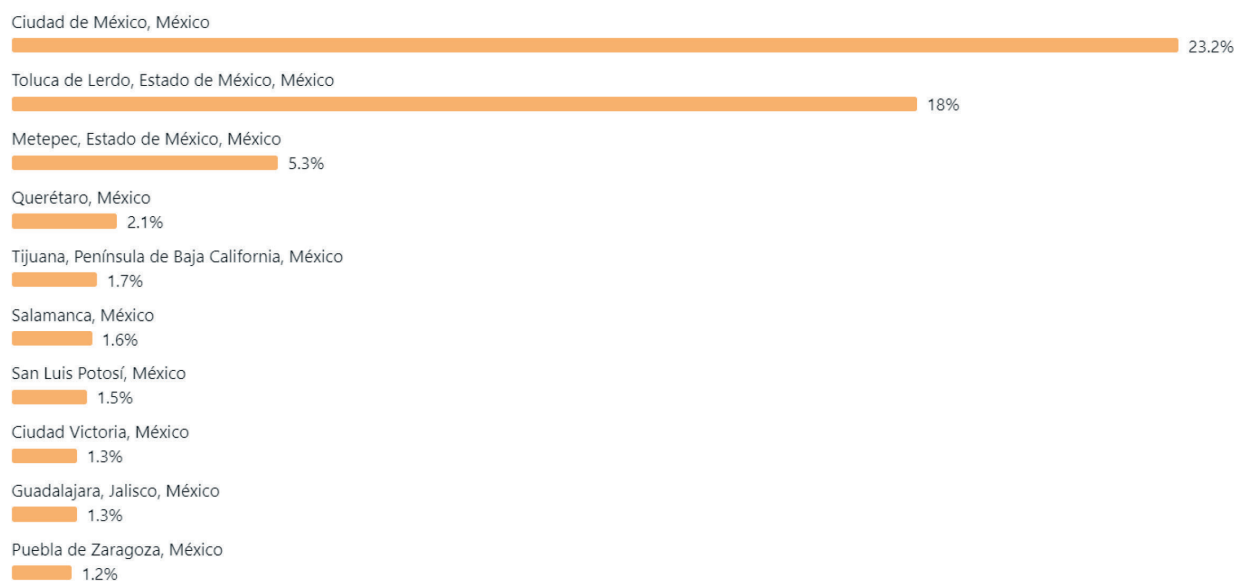 Ciudad de México, México
23.2%
Toluca de Lerdo, Estado de México, México
18%
Metepec, Estado de México, México
5.3%
Querétaro, México
2.1%
Tijuana, Península de Baja California, México
1.7%
Salamanca, México
1.6%
San Luis Potosí, México
1.5%
Ciudad Victoria, México
1.3%
Guadalajara, Jalisco, México
1.3%
Puebla de Zaragoza, México
1.2%